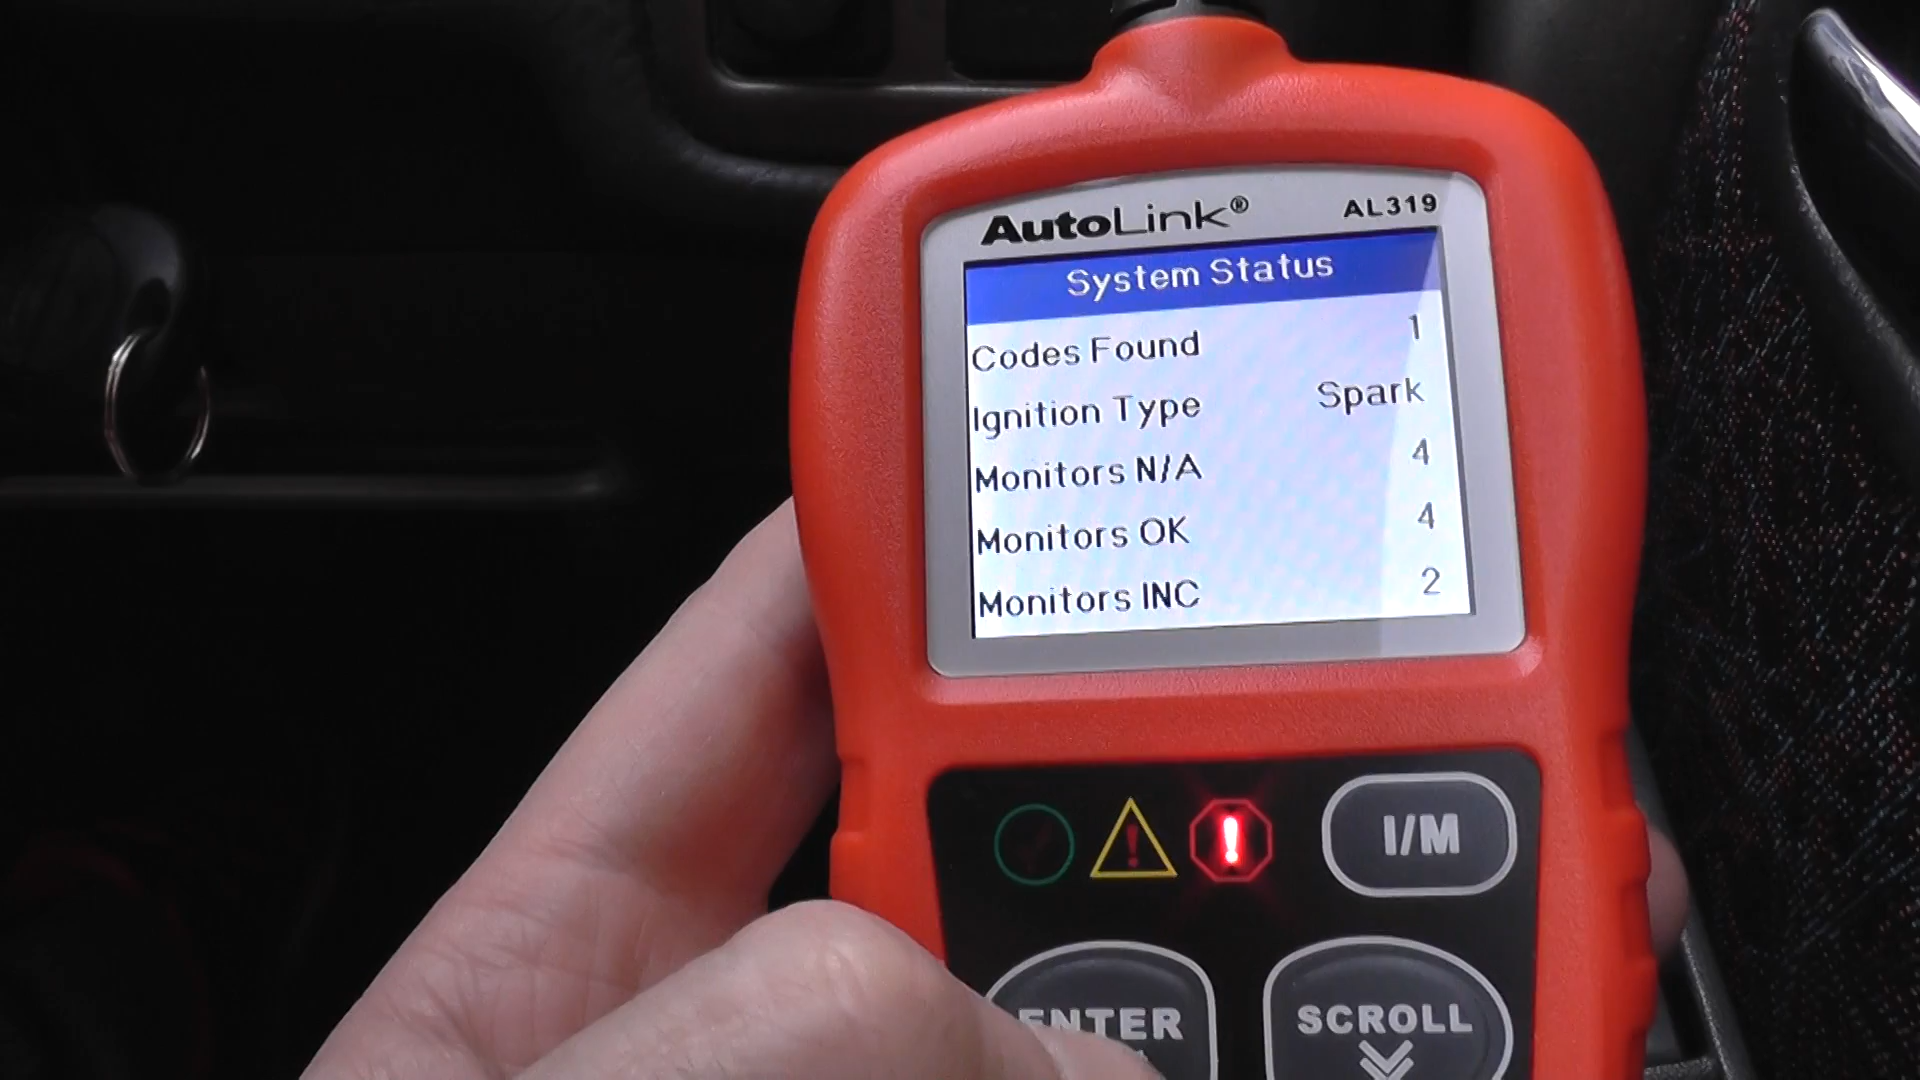 AutoLink® AL319
System Status
Codes Found 1
Ignition Type Spark
Monitors N/A 4
Monitors OK 4
Monitors INC 2
! !
I/M
ENTER SCROLL